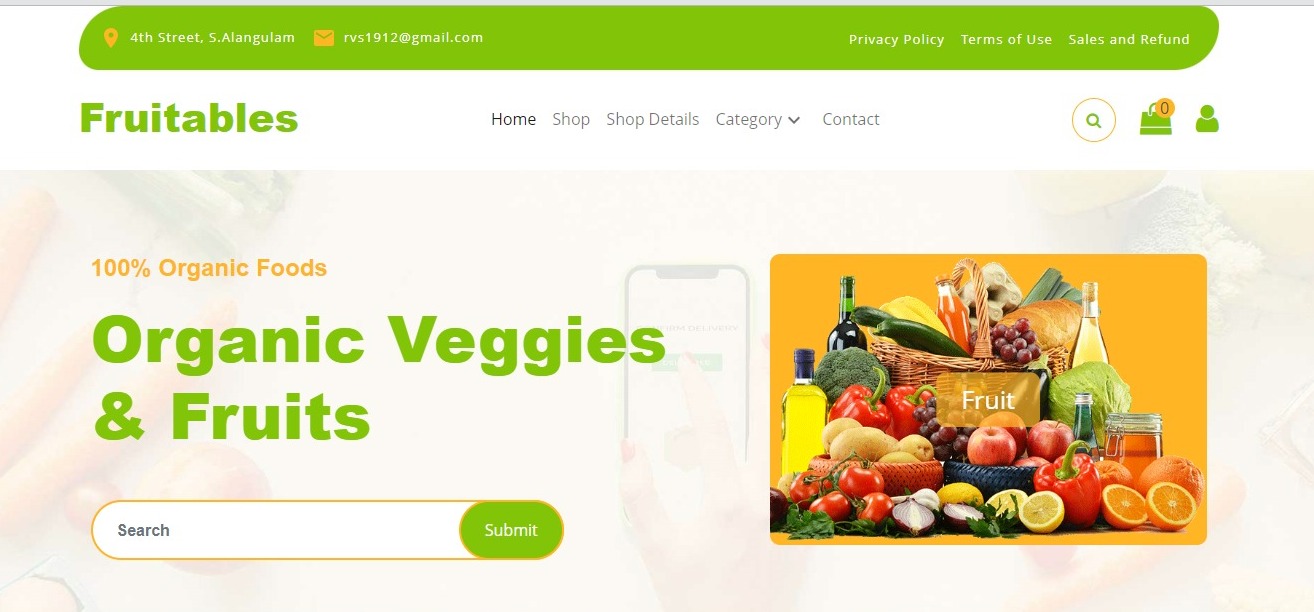 4th Street, S.Alangulam rvs1912@gmail.com Privacy Policy Terms of Use Sales and Refund
Fruitables Home Shop Shop Details Category Contact 0
100% Organic Foods
Organic Veggies
& Fruits
Search Submit
Fruit
DELIVERY